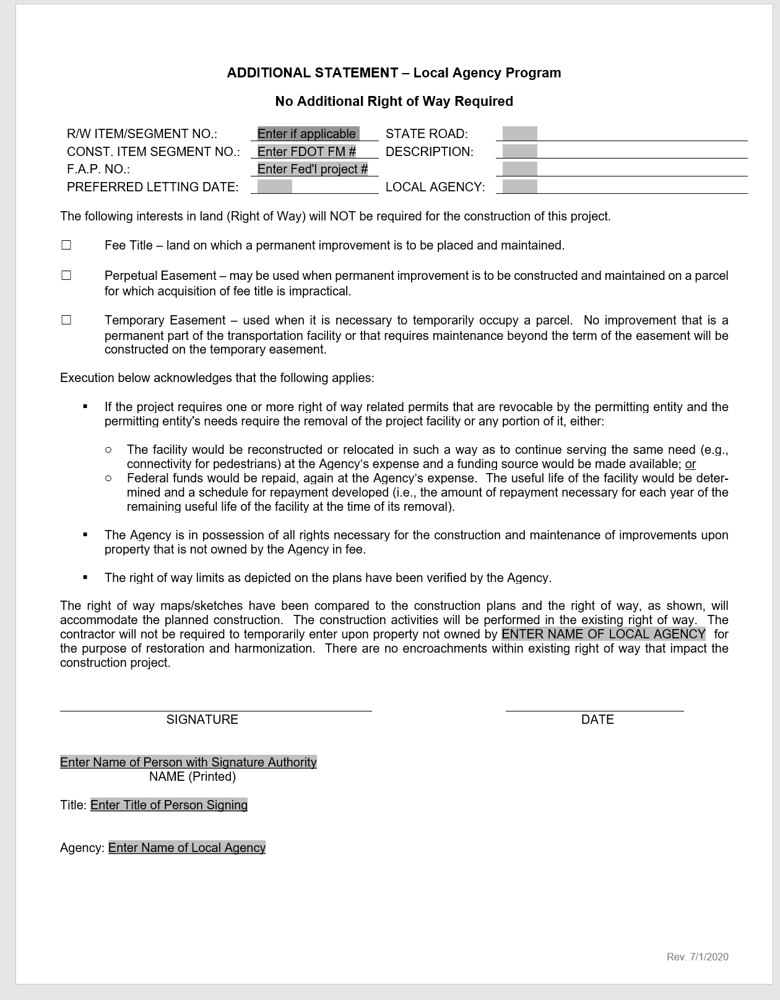 ADDITIONAL STATEMENT – Local Agency Program
No Additional Right of Way Required
R/W ITEM/SEGMENT NO.: Enter if applicable STATE ROAD:
CONST. ITEM SEGMENT NO.: Enter FDOT FM # DESCRIPTION:
F.A.P. NO.: Enter Fed'l project #
PREFERRED LETTING DATE: LOCAL AGENCY:
The following interests in land (Right of Way) will NOT be required for the construction of this project.
☐ Fee Title – land on which a permanent improvement is to be placed and maintained.
☐ Perpetual Easement – may be used when permanent improvement is to be constructed and maintained on a parcel
for which acquisition of fee title is impractical.
☐ Temporary Easement – used when it is necessary to temporarily occupy a parcel. No improvement that is a
permanent part of the transportation facility or that requires maintenance beyond the term of the easement will be
constructed on the temporary easement.
Execution below acknowledges that the following applies:
▪ If the project requires one or more right of way related permits that are revocable by the permitting entity and the
permitting entity's needs require the removal of the project facility or any portion of it, either:
○ The facility would be reconstructed or relocated in such a way as to continue serving the same need (e.g.,
connectivity for pedestrians) at the Agency’s expense and a funding source would be made available; or
○ Federal funds would be repaid, again at the Agency’s expense. The useful life of the facility would be deter-
mined and a schedule for repayment developed (i.e., the amount of repayment necessary for each year of the
remaining useful life of the facility at the time of its removal).
▪ The Agency is in possession of all rights necessary for the construction and maintenance of improvements upon
property that is not owned by the Agency in fee.
▪ The right of way limits as depicted on the plans have been verified by the Agency.
The right of way maps/sketches have been compared to the construction plans and the right of way, as shown, will
accommodate the planned construction. The construction activities will be performed in the existing right of way. The
contractor will not be required to temporarily enter upon property not owned by ENTER NAME OF LOCAL AGENCY for
the purpose of restoration and harmonization. There are no encroachments within existing right of way that impact the
construction project.
SIGNATURE DATE
Enter Name of Person with Signature Authority
NAME (Printed)
Title: Enter Title of Person Signing
Agency: Enter Name of Local Agency
Rev. 7/1/2020